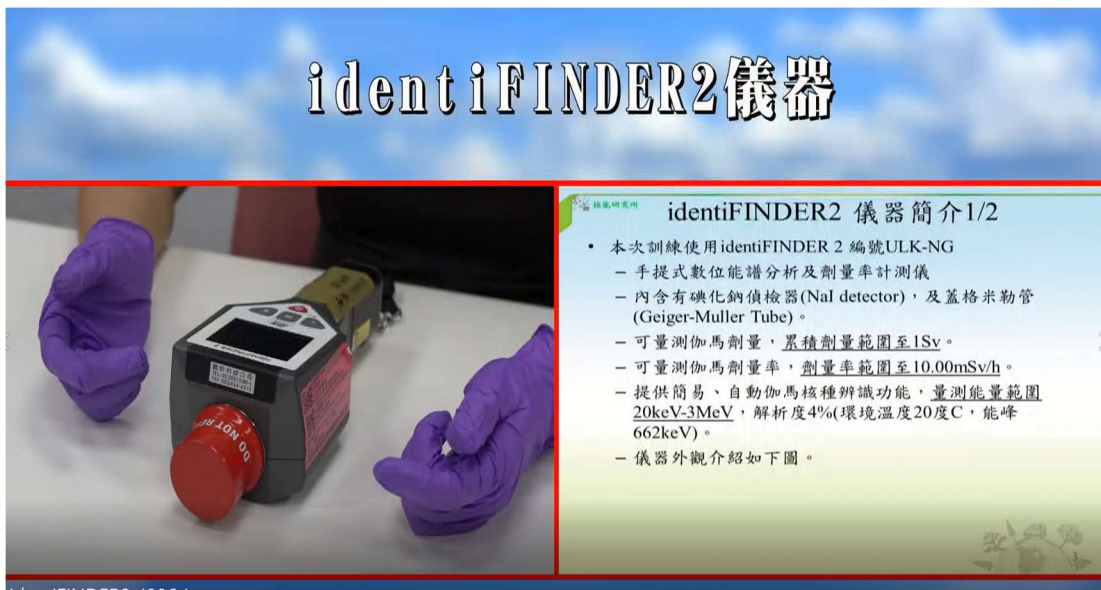 identiFINDER2儀器
DO NOT RE
核能研究所
identiFINDER2 儀器簡介1/2
• 本次訓練使用identiFINDER 2 編號ULK-NG
– 手提式數位能譜分析及劑量率計測儀
– 內含有碘化鈉偵檢器(NaI detector)，及蓋格米勒管
(Geiger-Muller Tube)。
– 可量測伽馬劑量，累積劑量範圍至1Sv。
– 可量測伽馬劑量率，劑量率範圍至10.00mSv/h。
– 提供簡易、自動伽馬核種辨識功能，量測能量範圍
20keV-3MeV，解析度4%(環境溫度20度C，能峰
662keV)。
– 儀器外觀介紹如下圖。
3